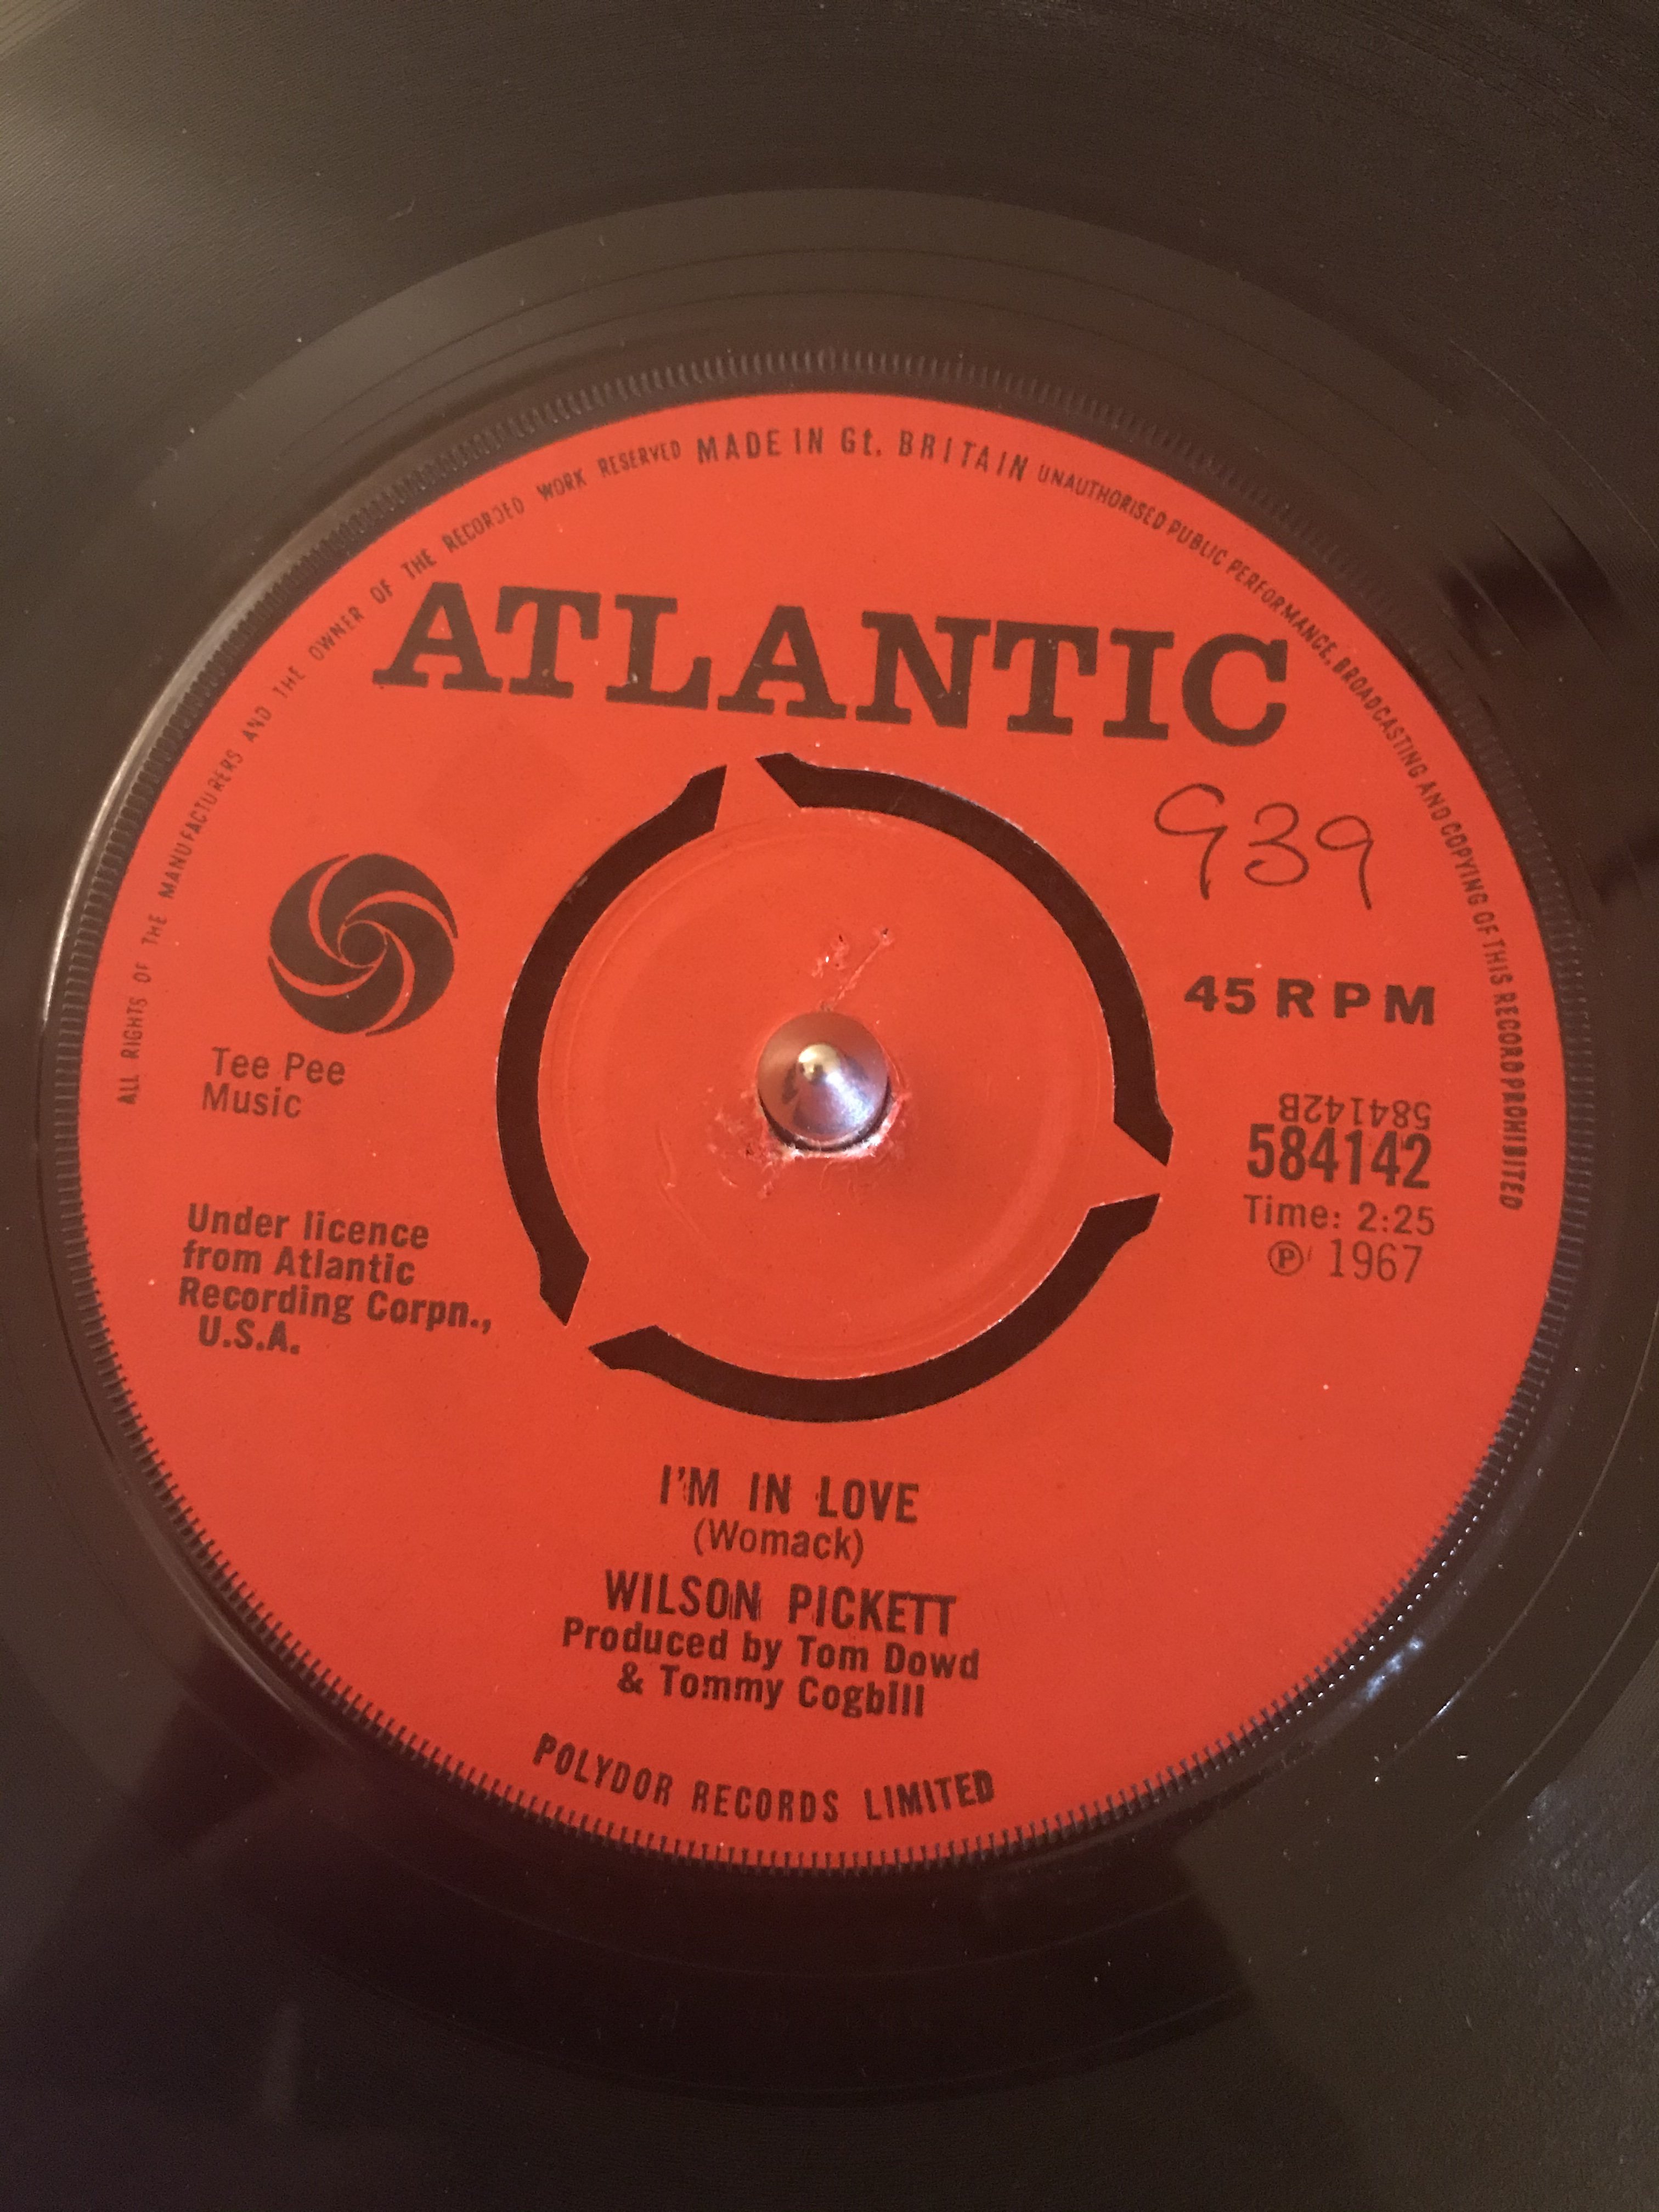 ALL RIGHTS OF THE MANUFACTURERS AND THE OWNER OF THE RECORDED WORK RESERVED MADE IN Gt. BRITAIN UNAUTHORISED PUBLIC PERFORMANCE, BROADCASTING AND COPYING OF THIS RECORD PROHIBITED
ATLANTIC
939
45 RPM
Tee Pee
Music
584142B
584142
Time: 2:25
Ⓟ 1967
Under licence
from Atlantic
Recording Corpn.,
U.S.A.
I'M IN LOVE
(Womack)
WILSON PICKETT
Produced by Tom Dowd
& Tommy Cogbill
POLYDOR RECORDS LIMITED